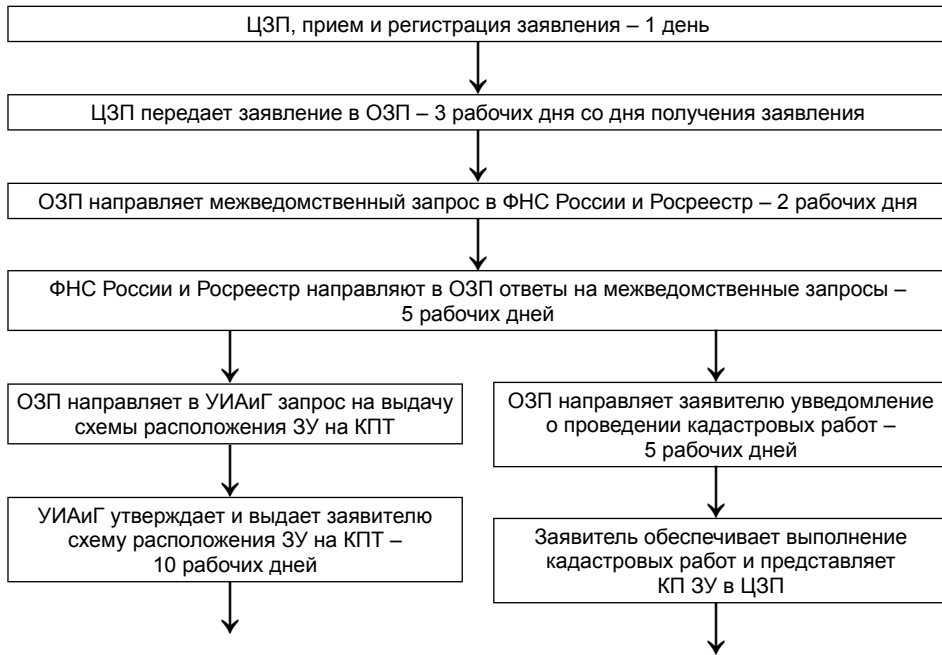 ЦЗП, прием и регистрация заявления – 1 день
ЦЗП передает заявление в ОЗП – 3 рабочих дня со дня получения заявления
ОЗП направляет межведомственный запрос в ФНС России и Росреестр – 2 рабочих дня
ФНС России и Росреестр направляют в ОЗП ответы на межведомственные запросы –
5 рабочих дней
ОЗП направляет в УИАиГ запрос на выдачу
схемы расположения ЗУ на КПТ
УИАиГ утверждает и выдает заявителю
схему расположения ЗУ на КПТ –
10 рабочих дней
ОЗП направляет заявителю увведомление
о проведении кадастровых работ –
5 рабочих дней
Заявитель обеспечивает выполнение
кадастровых работ и представляет
КП ЗУ в ЦЗП